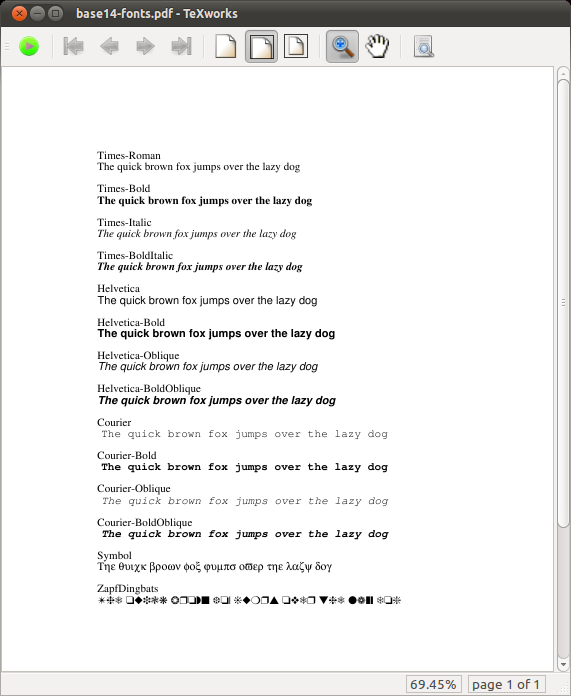 base14-fonts.pdf - TeXworks
Times-Roman
The quick brown fox jumps over the lazy dog
Times-Bold
The quick brown fox jumps over the lazy dog
Times-Italic
The quick brown fox jumps over the lazy dog
Times-BoldItalic
The quick brown fox jumps over the lazy dog
Helvetica
The quick brown fox jumps over the lazy dog
Helvetica-Bold
The quick brown fox jumps over the lazy dog
Helvetica-Oblique
The quick brown fox jumps over the lazy dog
Helvetica-BoldOblique
The quick brown fox jumps over the lazy dog
Courier
The quick brown fox jumps over the lazy dog
Courier-Bold
The quick brown fox jumps over the lazy dog
Courier-Oblique
The quick brown fox jumps over the lazy dog
Courier-BoldOblique
The quick brown fox jumps over the lazy dog
Symbol
Τηε θυιχκ βροων φοξ ϕυμπσ οϖερ τηε λαζψ δογ
ZapfDingbats
✴❈❅ ❑◆❉❃❋ ❂❒❏◗■ ❆❏❘ ❊◆❍❐▲ ❏❖❅❒ ▼❈❅ ●❁❚❙ ❄❏❇
69.45%
page 1 of 1